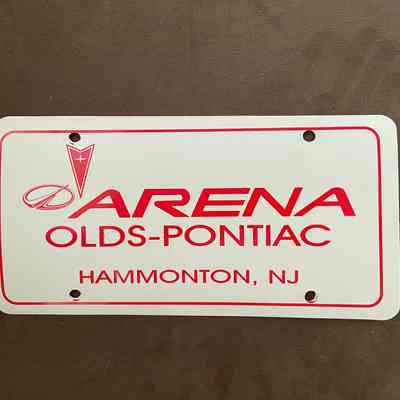 ARENA
OLDS-PONTIAC
HAMMONTON, NJ